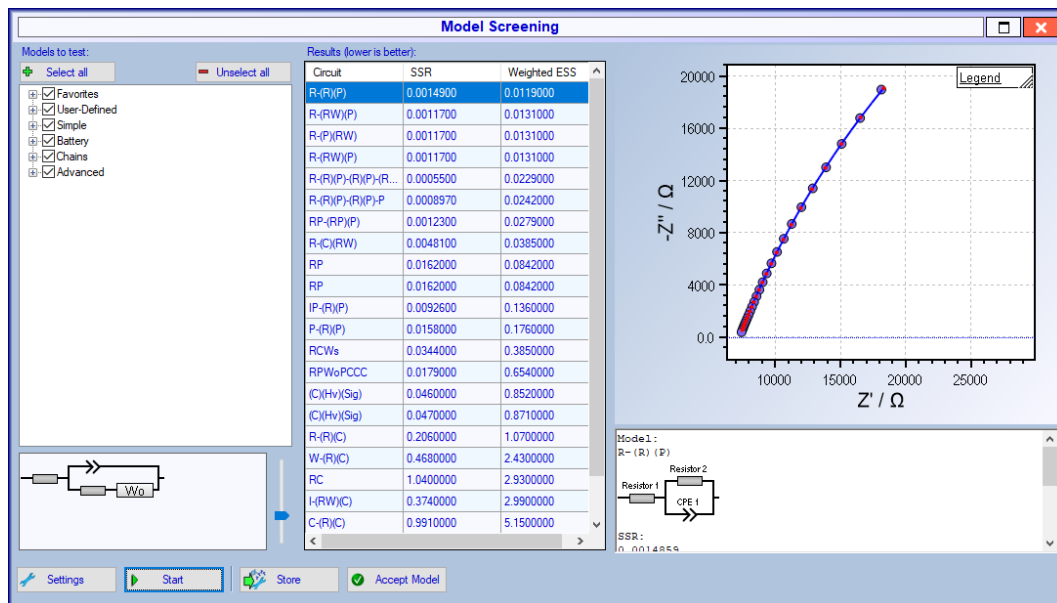 Model Screening
Models to test:
Select all
Unselect all
Favorites
User-Defined
Simple
Battery
Chains
Advanced
Wo
Results (lower is better):
Circuit SSR Weighted ESS
R-(R)(P) 0.0014900 0.0119000
R-(RW)(P) 0.0011700 0.0131000
R-(P)(RW) 0.0011700 0.0131000
R-(RW)(P) 0.0011700 0.0131000
R-(R)(P)-(R)(P)-(R... 0.0005500 0.0229000
R-(R)(P)-(R)(P)-P 0.0008970 0.0242000
RP-(RP)(P) 0.0012300 0.0279000
R-(C)(RW) 0.0048100 0.0385000
RP 0.0162000 0.0842000
RP 0.0162000 0.0842000
IP-(R)(P) 0.0092600 0.1360000
P-(R)(P) 0.0158000 0.1760000
RCWs 0.0344000 0.3850000
RPWoPCCC 0.0179000 0.6540000
(C)(Hv)(Sig) 0.0460000 0.8520000
(C)(Hv)(Sig) 0.0470000 0.8710000
R-(R)(C) 0.2060000 1.0700000
W-(R)(C) 0.4680000 2.4300000
RC 1.0400000 2.9300000
I-(RW)(C) 0.3740000 2.9900000
C-(R)(C) 0.9910000 5.1500000
Legend
20000
16000
12000
8000
4000
0.0
-Z'' / Ω
10000 15000 20000 25000
Z' / Ω
Model:
R-(R)(P)
Resistor 2
Resistor 1
CPE 1
SSR:
0.0014859
Settings
Start
Store
Accept Model